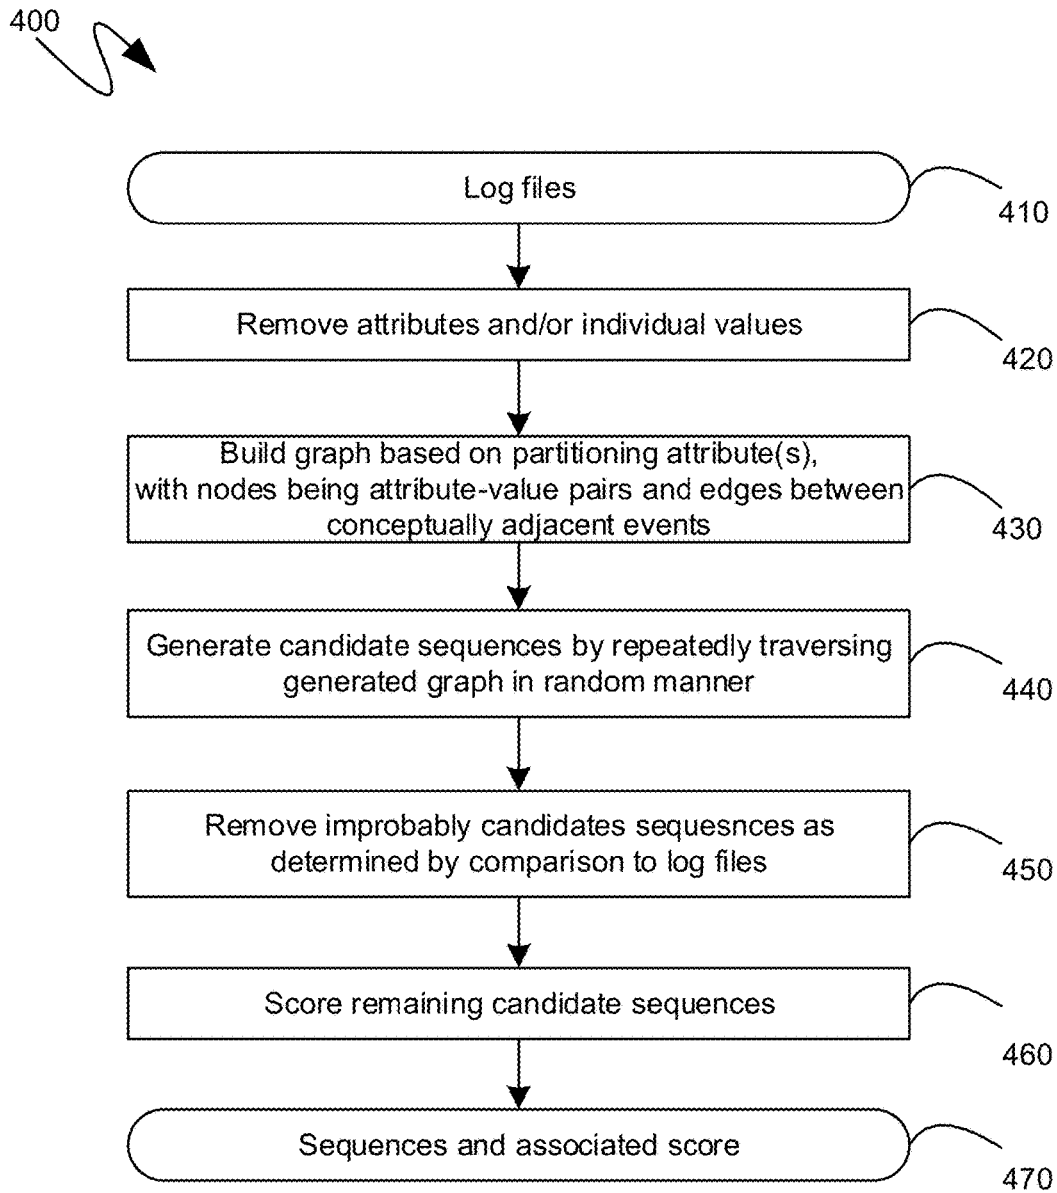 400
Log files
410
Remove attributes and/or individual values
420
Build graph based on partitioning attribute(s),
with nodes being attribute-value pairs and edges between
conceptually adjacent events
430
Generate candidate sequences by repeatedly traversing
generated graph in random manner
440
Remove improbably candidates sequesnces as
determined by comparison to log files
450
Score remaining candidate sequences
460
Sequences and associated score
470